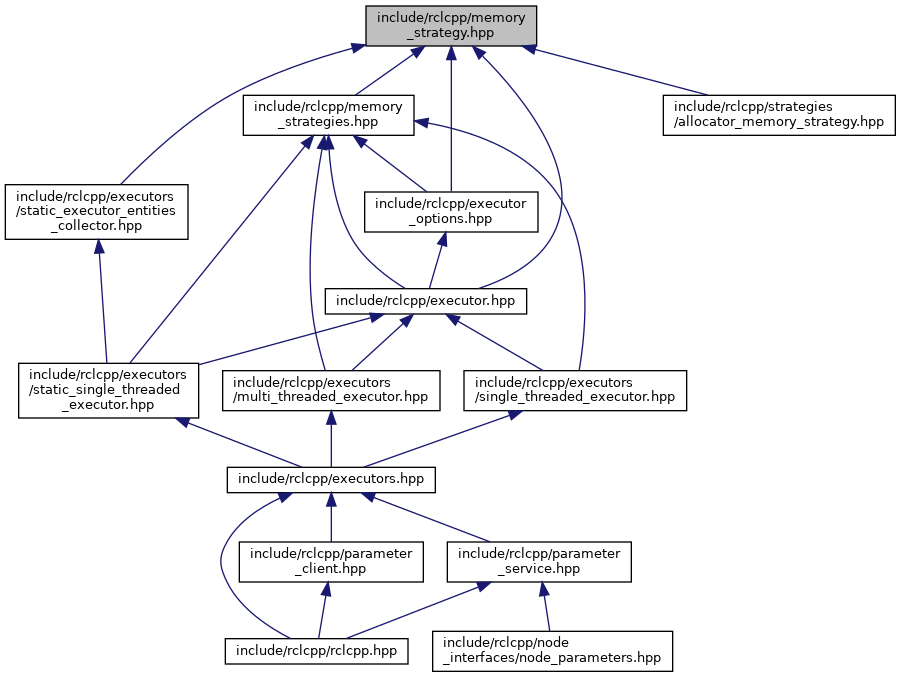 include/rclcpp/memory
_strategy.hpp
include/rclcpp/memory
_strategies.hpp
include/rclcpp/strategies
/allocator_memory_strategy.hpp
include/rclcpp/executors
/static_executor_entities
_collector.hpp
include/rclcpp/executor
_options.hpp
include/rclcpp/executor.hpp
include/rclcpp/executors
/static_single_threaded
_executor.hpp
include/rclcpp/executors
/multi_threaded_executor.hpp
include/rclcpp/executors
/single_threaded_executor.hpp
include/rclcpp/executors.hpp
include/rclcpp/parameter
_client.hpp
include/rclcpp/parameter
_service.hpp
include/rclcpp/rclcpp.hpp
include/rclcpp/node
_interfaces/node_parameters.hpp